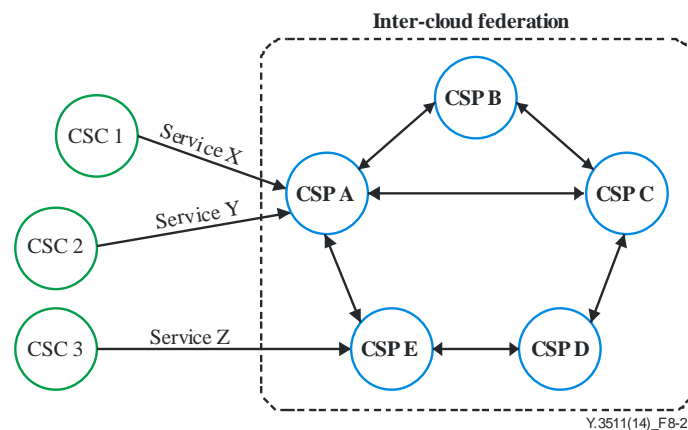 Inter-cloud federation
CSP B
CSC 1
Service X
CSP A
CSP C
Service Y
CSC 2
Service Z
CSC 3
CSP E
CSP D
Y.3511(14)_F8-2